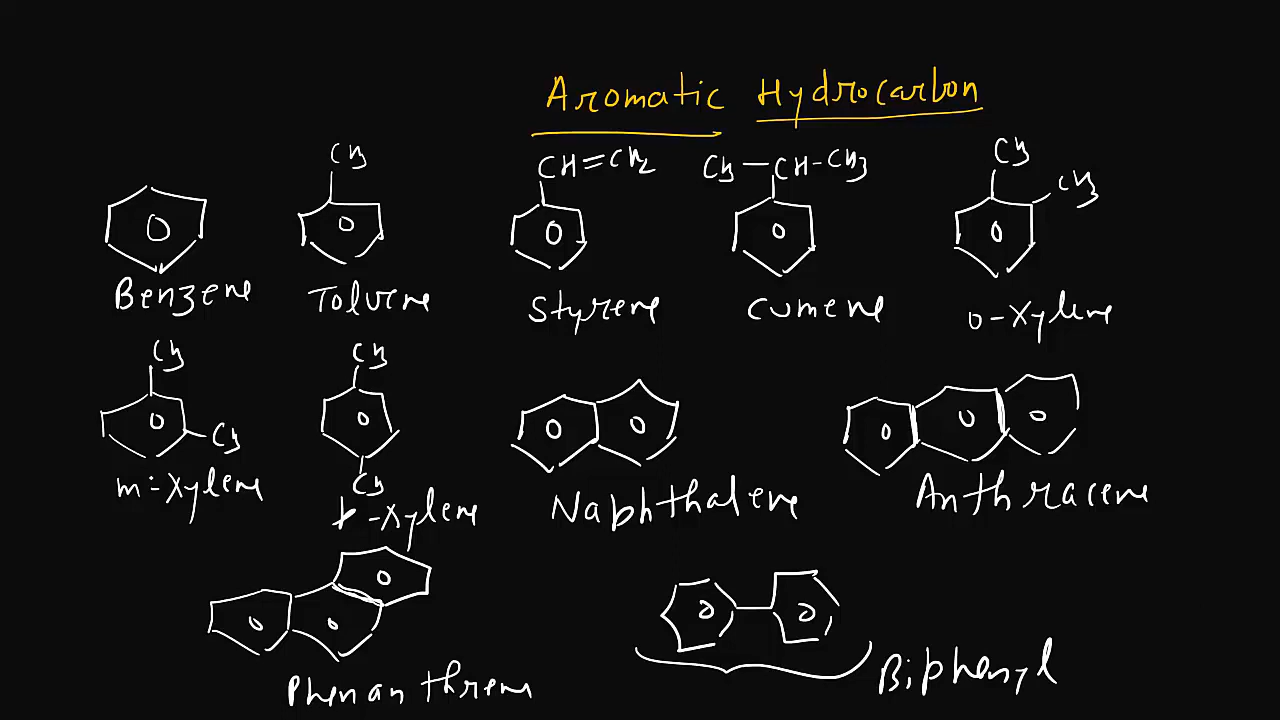 Aromatic Hydrocarbon
CH3
CH=CH2
CH3-CH-CH3
CH3
CH3
Benzene
Toluene
Styrene
Cumene
o-Xylene
CH3
CH3
CH3
CH3
m-Xylene
p-Xylene
Naphthalene
Anthracene
Phenanthrene
Biphenyl